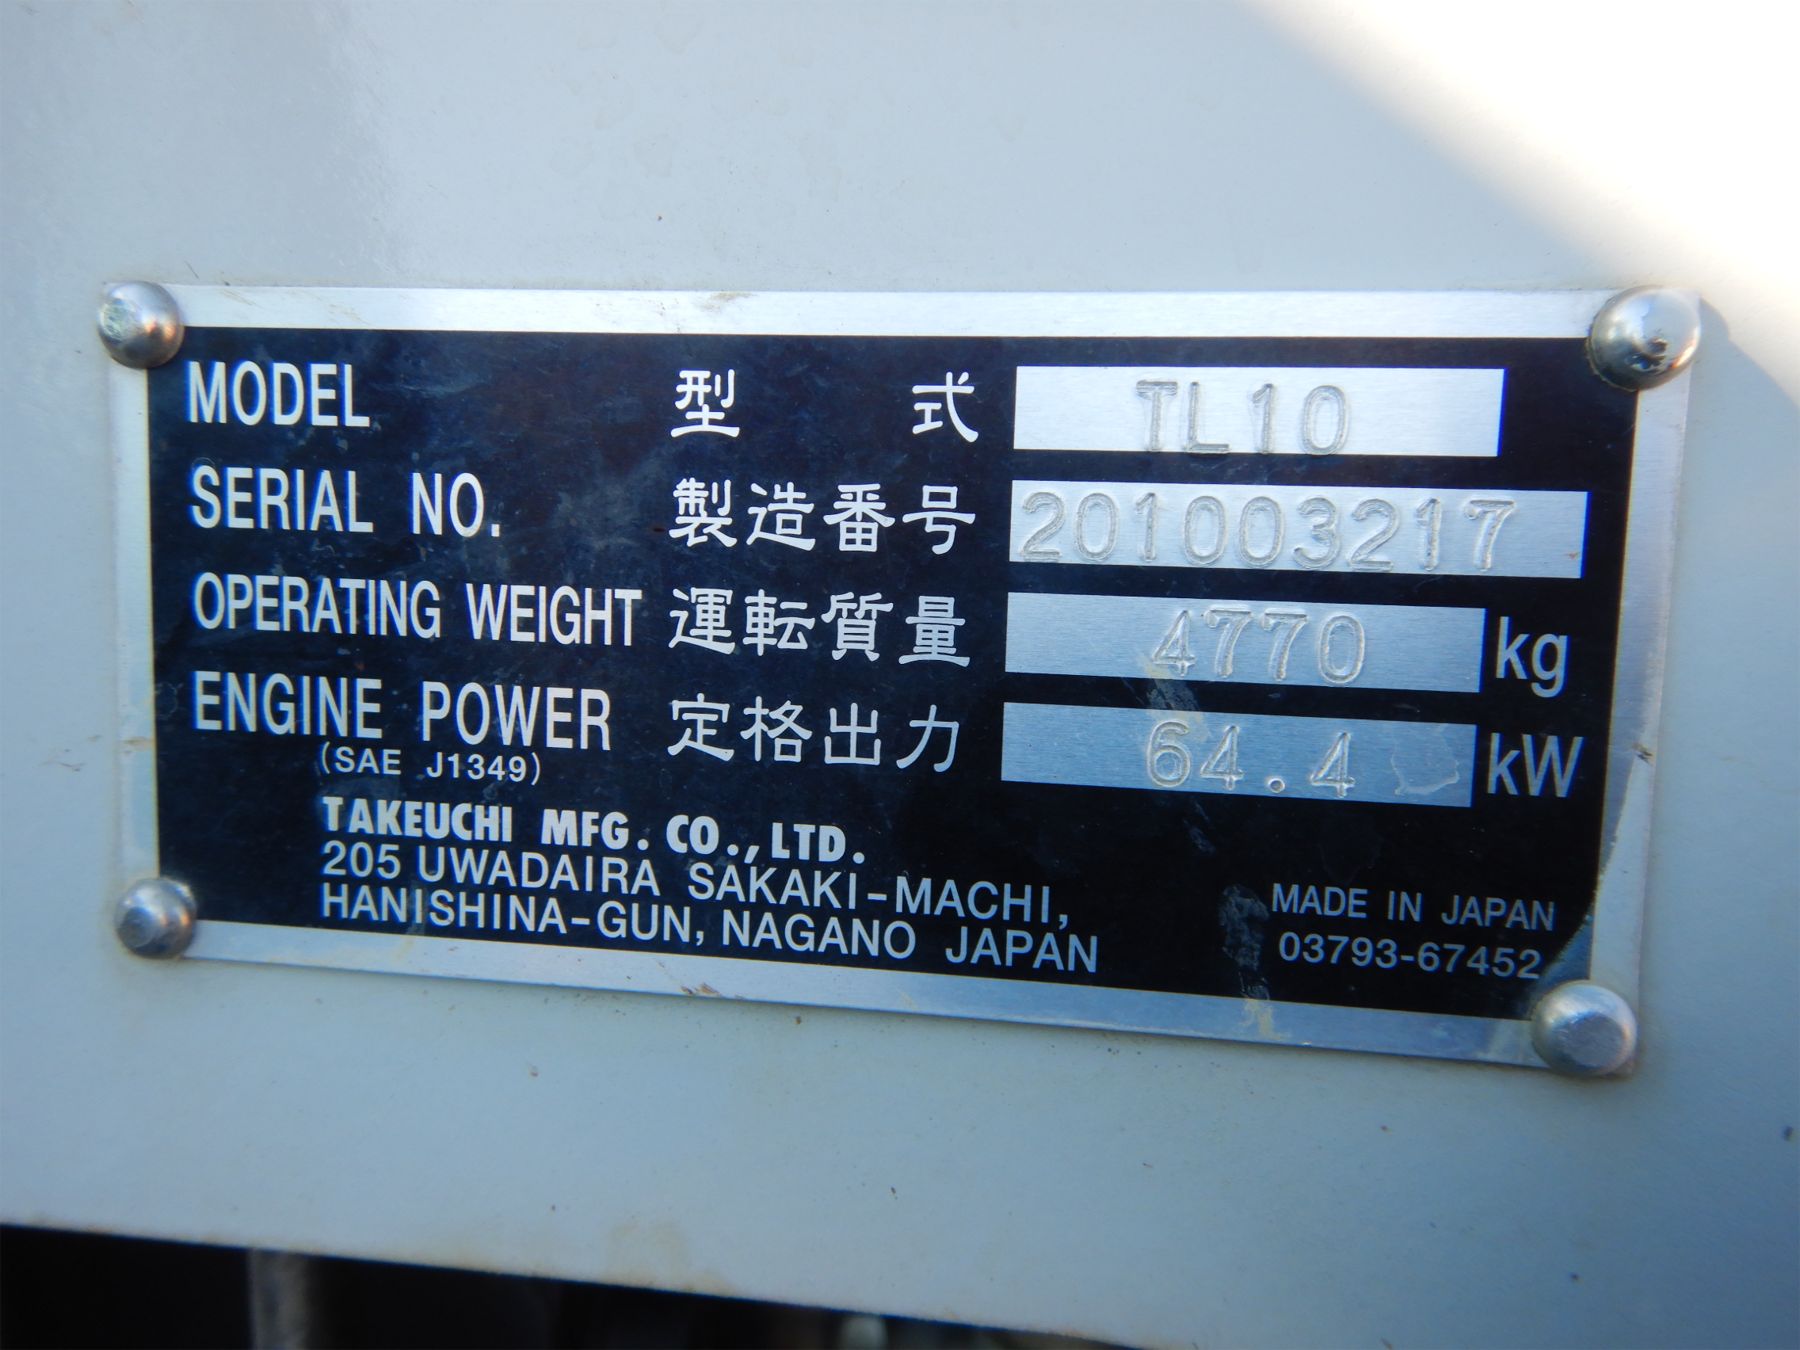 MODEL 型 式 TL10
SERIAL NO. 製造番号 201003217
OPERATING WEIGHT 運転質量 4770 kg
ENGINE POWER 定格出力 64.4 kW
(SAE J1349)
TAKEUCHI MFG. CO., LTD.
205 UWADAIRA SAKAKI-MACHI,
HANISHINA-GUN, NAGANO JAPAN
MADE IN JAPAN
03793-67452